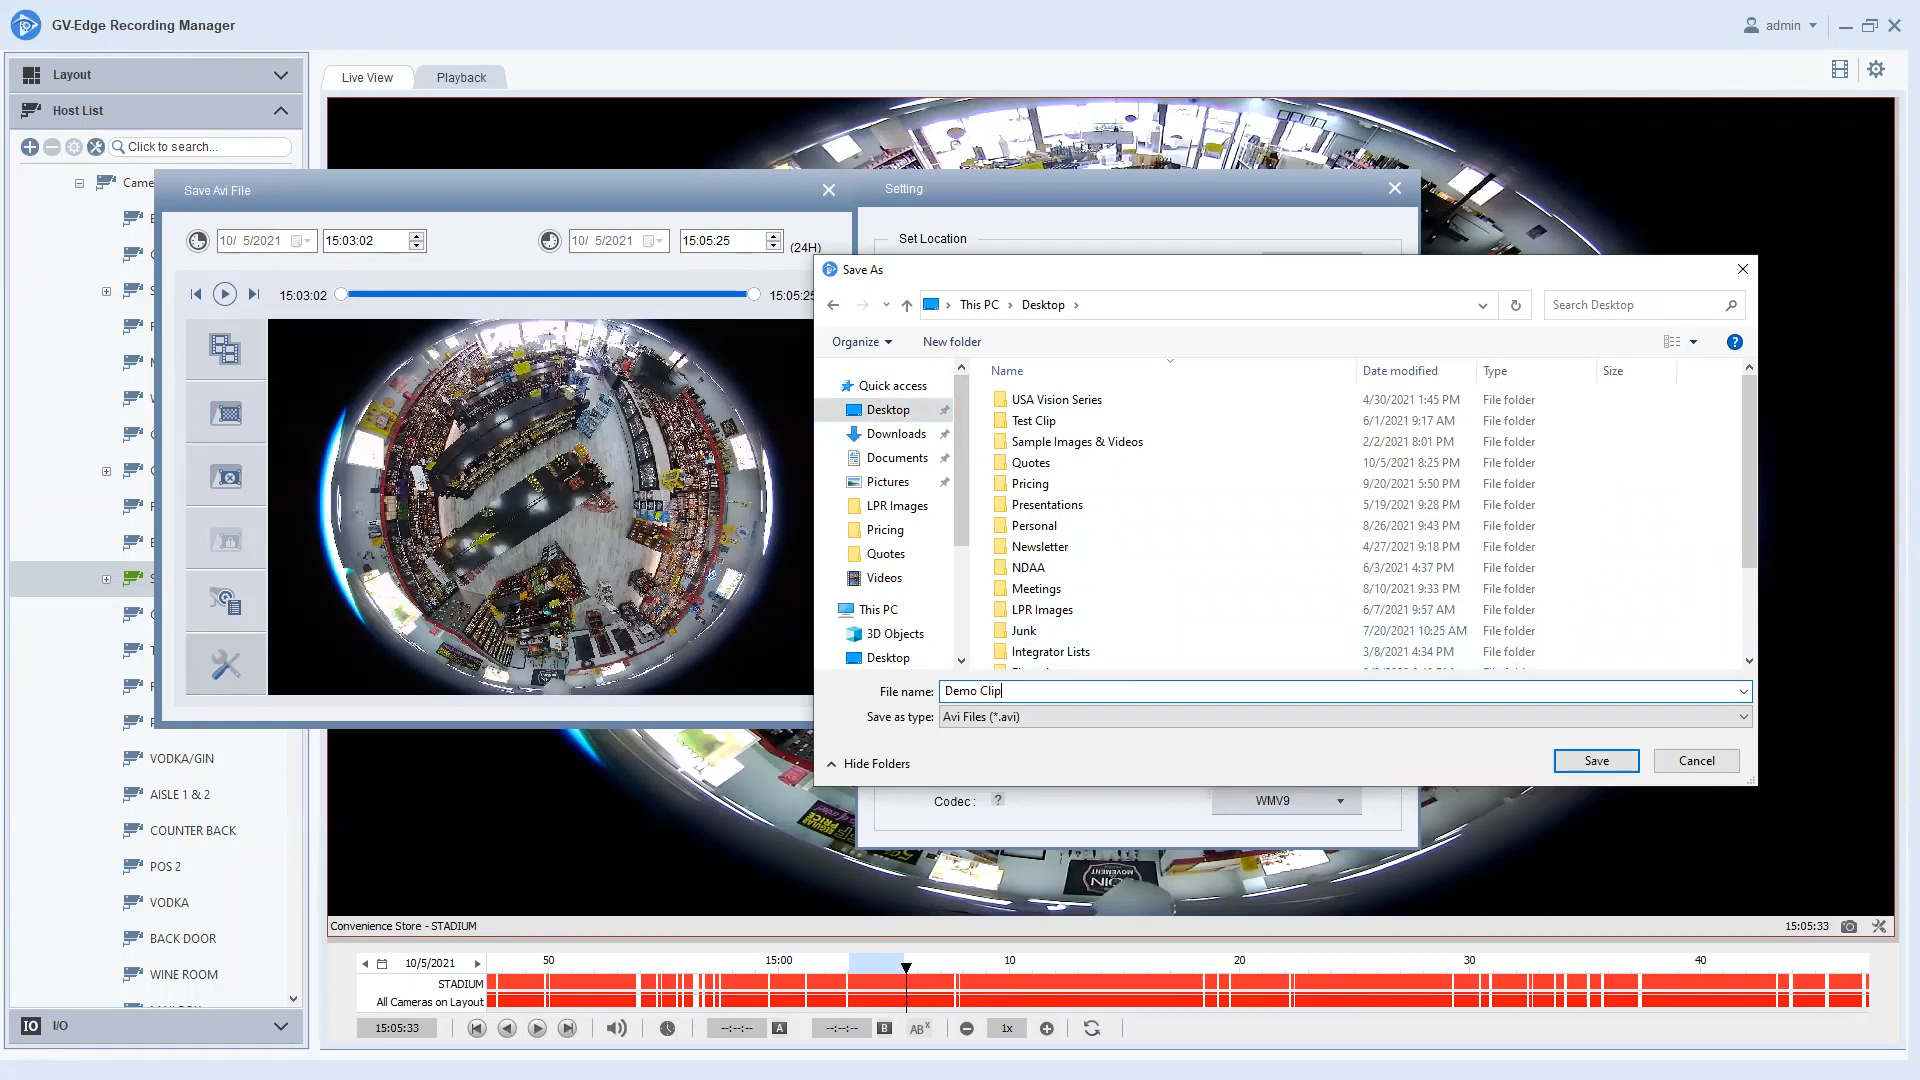 GV-Edge Recording Manager
admin
Layout
Host List
Click to search...
Came
VODKA/GIN
AISLE 1 & 2
COUNTER BACK
POS 2
VODKA
BACK DOOR
WINE ROOM
IO I/O
Live View
Playback
Save Avi File
10/ 5/2021
15:03:02
10/ 5/2021
15:05:25
(24H)
15:03:02
15:05:25
Setting
Set Location
Codec :
?
WMV9
Save As
This PC
Desktop
Search Desktop
Organize
New folder
?
Quick access
Desktop
Downloads
Documents
Pictures
LPR Images
Pricing
Quotes
Videos
This PC
3D Objects
Desktop
Name Date modified Type Size
USA Vision Series 4/30/2021 1:45 PM File folder
Test Clip 6/1/2021 9:17 AM File folder
Sample Images & Videos 2/2/2021 8:01 PM File folder
Quotes 10/5/2021 8:25 PM File folder
Pricing 9/20/2021 5:50 PM File folder
Presentations 5/19/2021 9:28 PM File folder
Personal 8/26/2021 9:43 PM File folder
Newsletter 4/27/2021 9:18 PM File folder
NDAA 6/3/2021 4:37 PM File folder
Meetings 8/10/2021 9:33 PM File folder
LPR Images 6/7/2021 9:57 AM File folder
Junk 7/20/2021 10:25 AM File folder
Integrator Lists 3/8/2021 4:34 PM File folder
File name: Demo Clip
Save as type: Avi Files (*.avi)
Hide Folders
Save
Cancel
REGULAR
PRICE
JOIN
MOVEMENT
Convenience Store - STADIUM
15:05:33
10/5/2021
50 15:00 10 20 30 40
STADIUM
All Cameras on Layout
15:05:33
--:--:-- A
--:--:-- B
ABx
1x